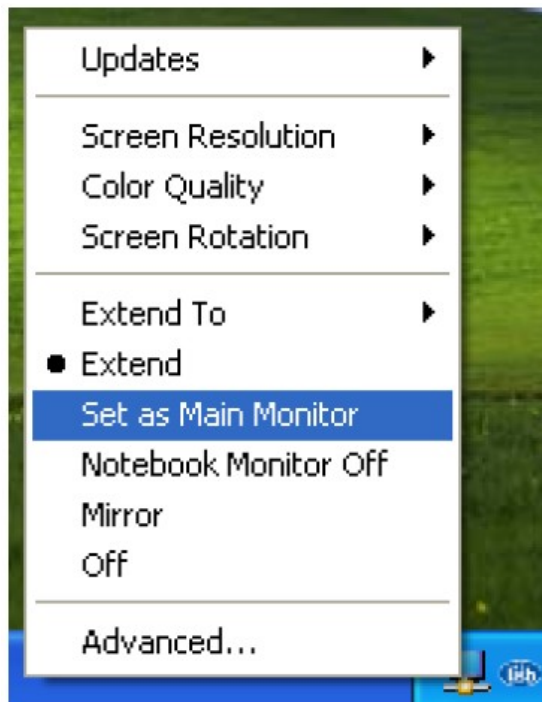 Updates
Screen Resolution
Color Quality
Screen Rotation
Extend To
Extend
Set as Main Monitor
Notebook Monitor Off
Mirror
Off
Advanced...